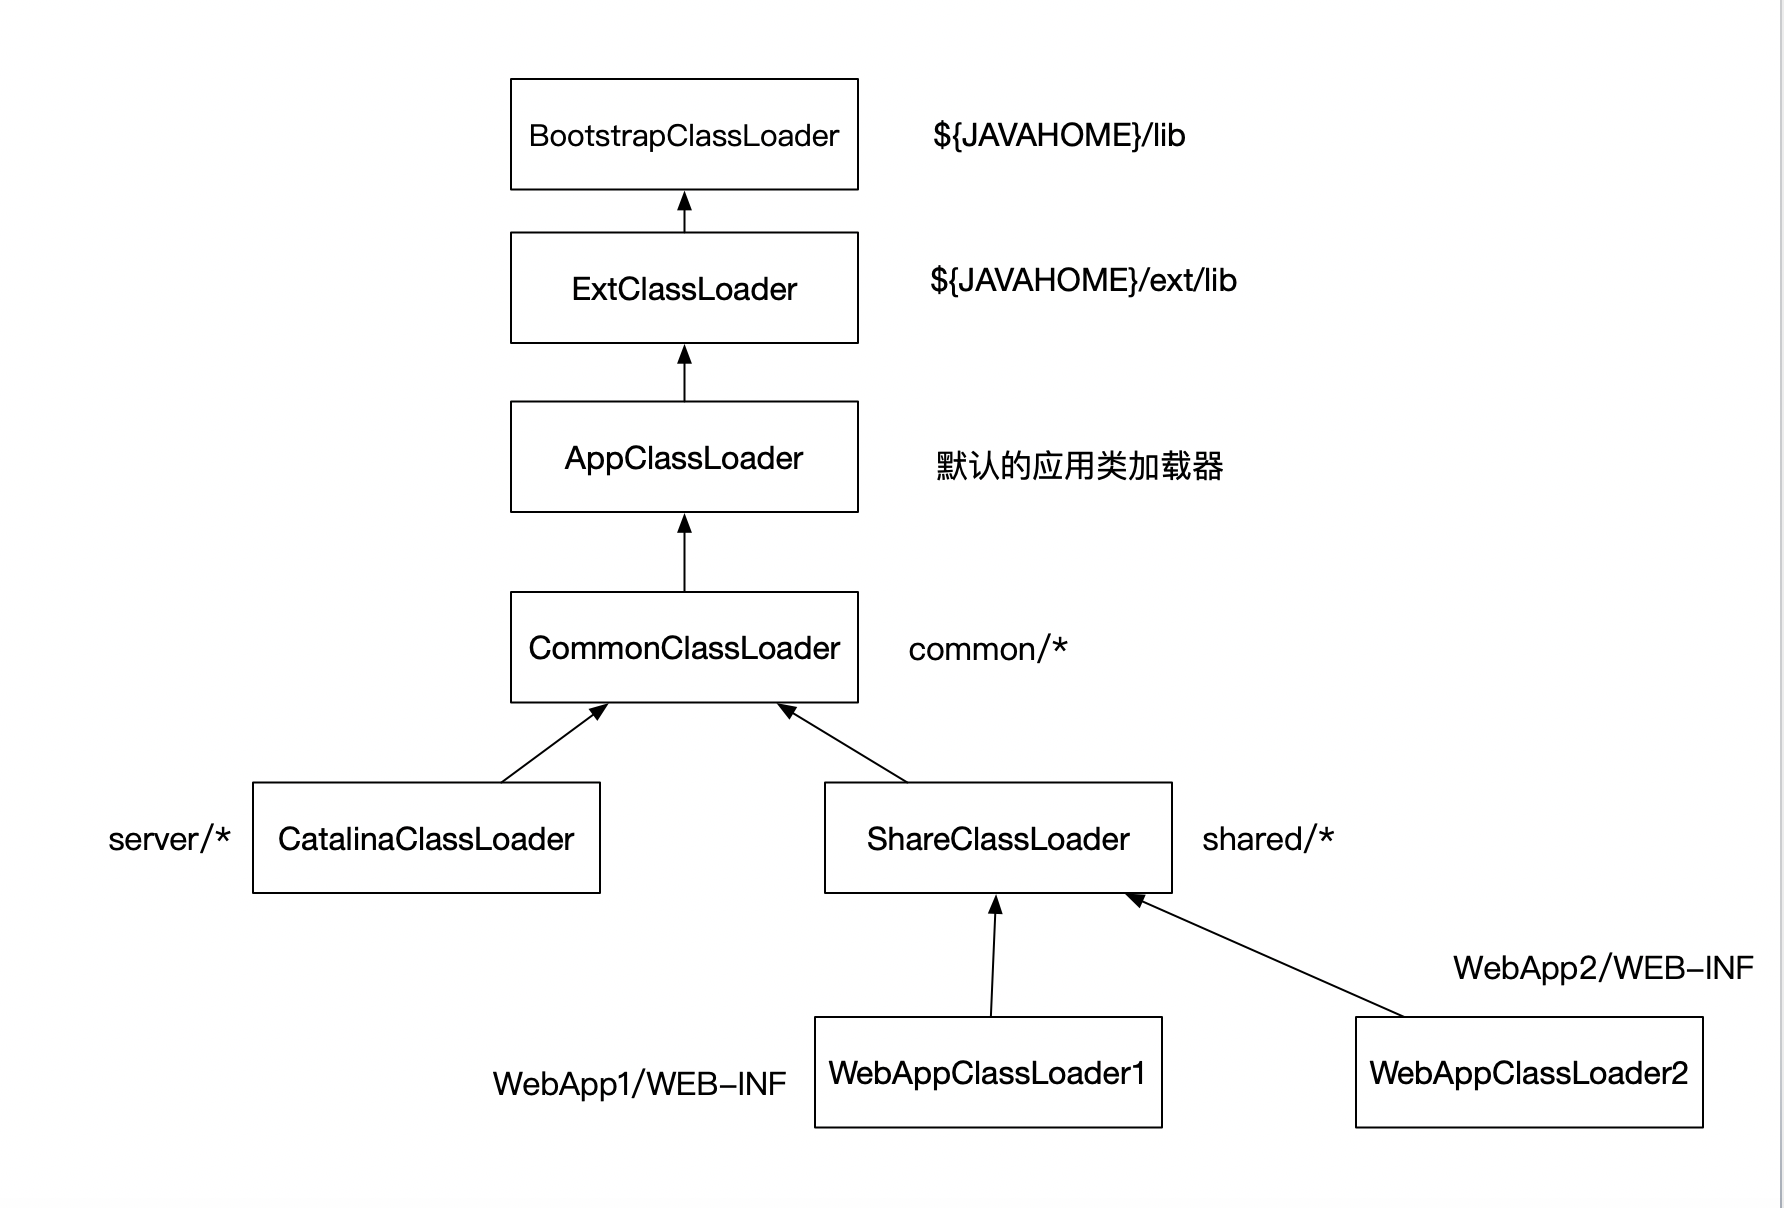 BootstrapClassLoader
${JAVAHOME}/lib
ExtClassLoader
${JAVAHOME}/ext/lib
AppClassLoader
默认的应用类加载器
CommonClassLoader
common/*
server/*
CatalinaClassLoader
ShareClassLoader
shared/*
WebApp2/WEB–INF
WebApp1/WEB–INF
WebAppClassLoader1
WebAppClassLoader2